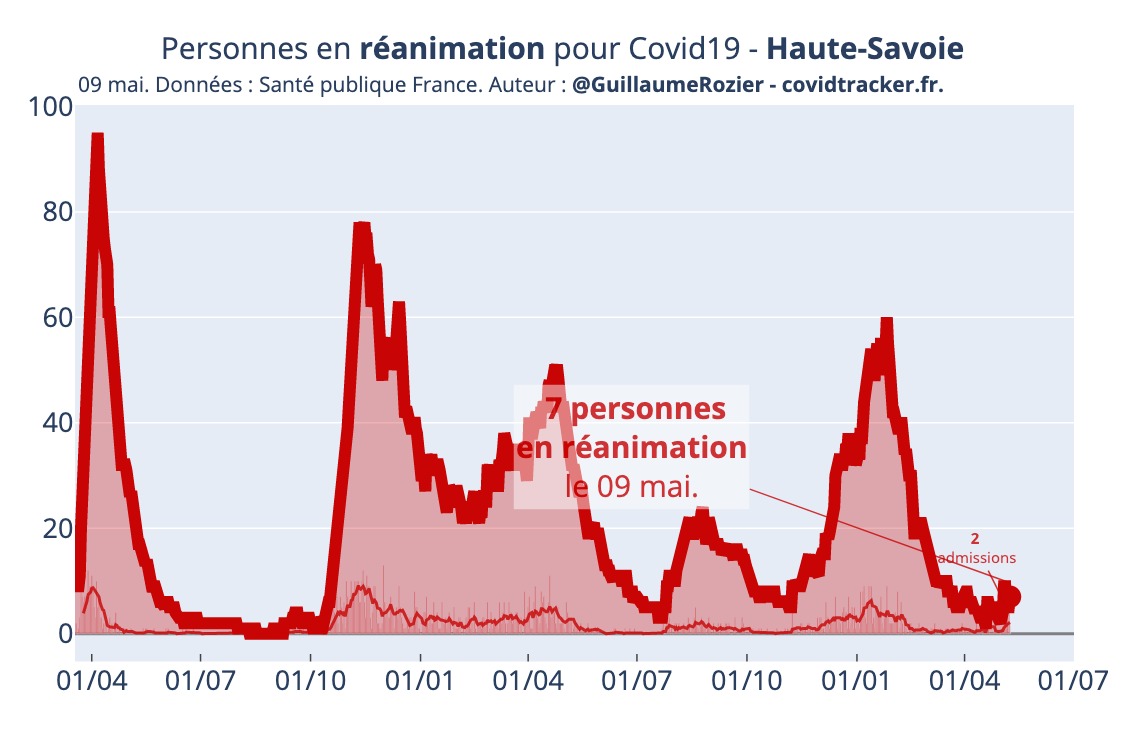 Personnes en réanimation pour Covid19 - Haute-Savoie
09 mai. Données : Santé publique France. Auteur : @GuillaumeRozier - covidtracker.fr.
100
80
60
40
20
0
7 personnes
en réanimation
le 09 mai.
2
admissions
01/04
01/07
01/10
01/01
01/04
01/07
01/10
01/01
01/04
01/07